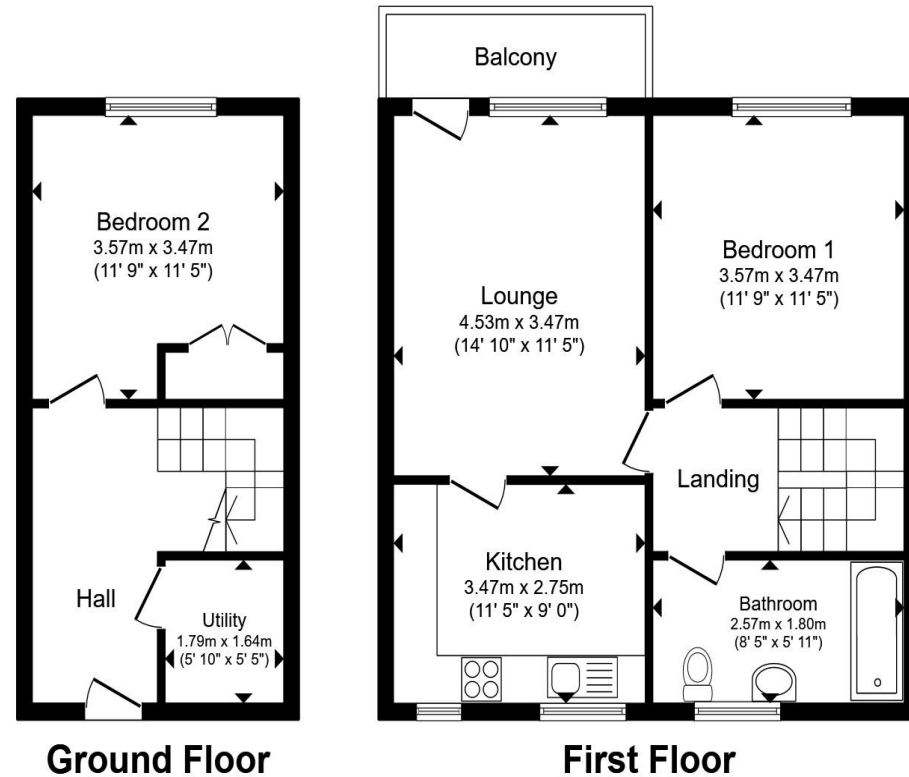 Balcony
Bedroom 2
3.57m x 3.47m
(11' 9" x 11' 5")
Lounge
4.53m x 3.47m
(14' 10" x 11' 5")
Bedroom 1
3.57m x 3.47m
(11' 9" x 11' 5")
Landing
Hall
Utility
1.79m x 1.64m
(5' 10" x 5' 5")
Kitchen
3.47m x 2.75m
(11' 5" x 9' 0")
Bathroom
2.57m x 1.80m
(8' 5" x 5' 11")
Ground Floor
First Floor